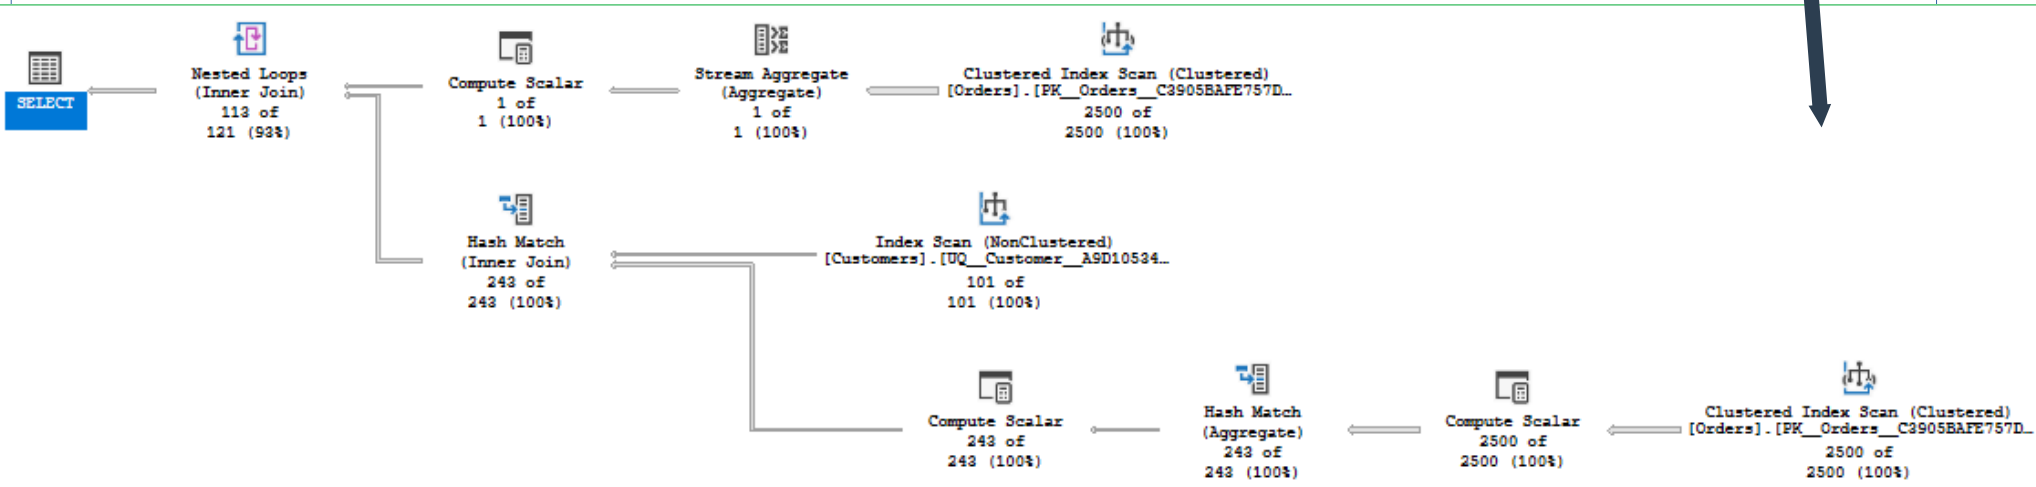 SELECT
Nested Loops
(Inner Join)
113 of
121 (93%)
Compute Scalar
1 of
1 (100%)
Stream Aggregate
(Aggregate)
1 of
1 (100%)
Clustered Index Scan (Clustered)
[Orders].[PK__Orders__C3905BAFE757D…
2500 of
2500 (100%)
Hash Match
(Inner Join)
243 of
243 (100%)
Index Scan (NonClustered)
[Customers].[UQ__Customer__A9D10534…
101 of
101 (100%)
Compute Scalar
243 of
243 (100%)
Hash Match
(Aggregate)
243 of
243 (100%)
Compute Scalar
2500 of
2500 (100%)
Clustered Index Scan (Clustered)
[Orders].[PK__Orders__C3905BAFE757D…
2500 of
2500 (100%)